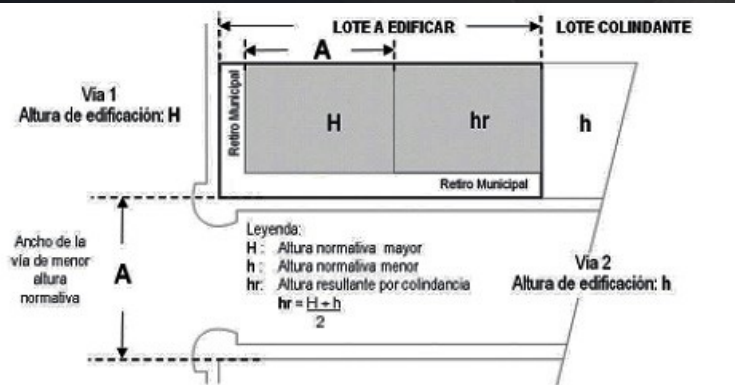 LOTE A EDIFICAR
LOTE COLINDANTE
A
Via 1
Altura de edificación: H
Retiro Municipal
H
hr
h
Retiro Municipal
Ancho de la
vía de menor
altura
normativa
A
Leyenda:
H : Altura normativa mayor
h : Altura normativa menor
hr: Altura resultante por colindancia
hr = H + h
2
Via 2
Altura de edificación: h